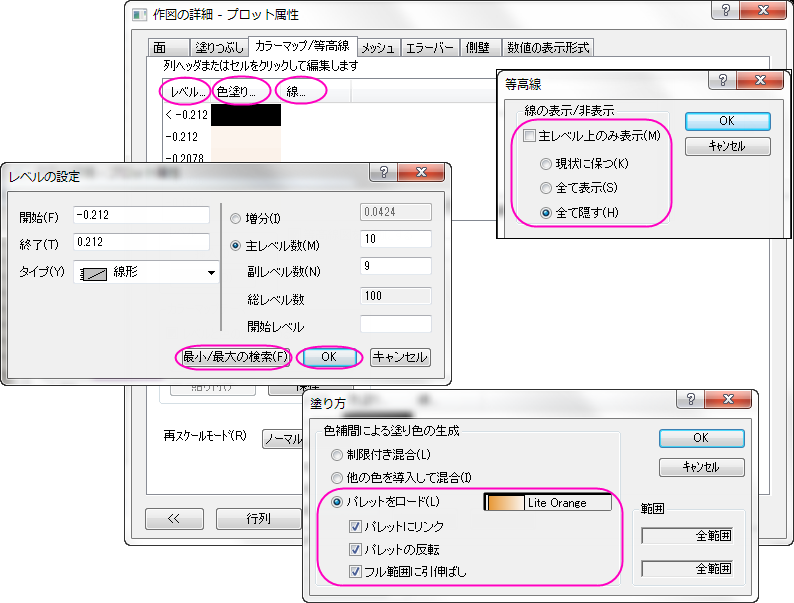 作図の詳細 - プロット属性
面 塗りつぶし カラーマップ/等高線 メッシュ エラーバー 側壁 数値の表示形式
列ヘッダまたはセルをクリックして編集します
レベル... 色塗り... 線...
< -0.212
-0.212
-0.2078
等高線
線の表示/非表示
主レベル上のみ表示(M)
現状に保つ(K)
全て表示(S)
全て隠す(H)
OK
キャンセル
レベルの設定
開始(F) -0.212
終了(T) 0.212
タイプ(Y) 線形
増分(I) 0.0424
主レベル数(M) 10
副レベル数(N) 9
総レベル数 100
開始レベル
最小/最大の検索(F) OK キャンセル
再スケールモード(R) ノーマル
<< 行列
塗り方
色補間による塗り色の生成
制限付き混合(L)
他の色を導入して混合(I)
パレットをロード(L) Lite Orange
パレットにリンク
パレットの反転
フル範囲に引伸ばし
OK
キャンセル
範囲
全範囲
全範囲